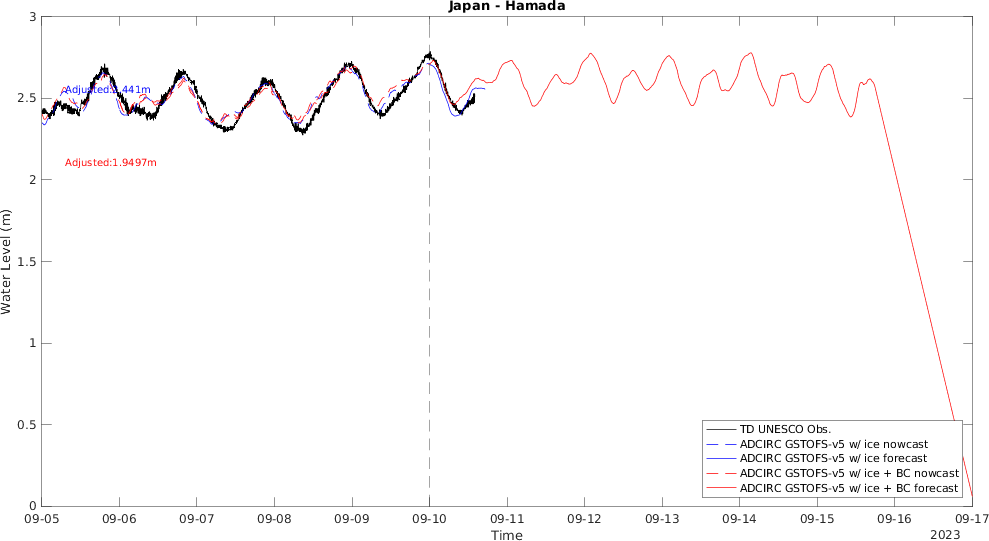 Japan - Hamada
Water Level (m)
3
2.5
2
1.5
1
0.5
0
Adjusted:1.9497m
09-05
09-06
09-07
09-08
09-09
09-10
09-11
09-12
09-13
09-14
09-15
09-16
09-17
Time
2023
TD UNESCO Obs.
ADCIRC GSTOFS-v5 w/ ice nowcast
ADCIRC GSTOFS-v5 w/ ice forecast
ADCIRC GSTOFS-v5 w/ ice + BC nowcast
ADCIRC GSTOFS-v5 w/ ice + BC forecast